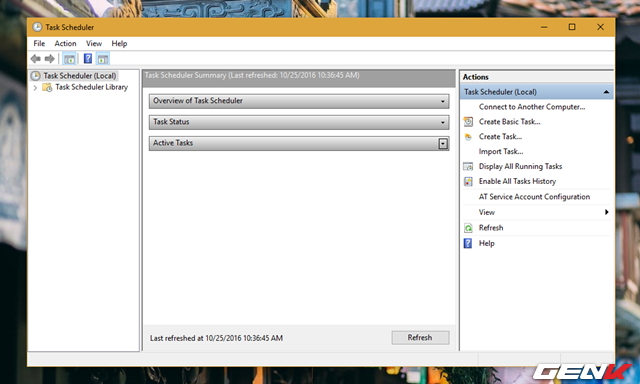 Task Scheduler
File Action View Help
Task Scheduler (Local)
Task Scheduler Library
Task Scheduler Summary (Last refreshed: 10/25/2016 10:36:45 AM)
Overview of Task Scheduler
Task Status
Active Tasks
Last refreshed at 10/25/2016 10:36:45 AM
Refresh
Actions
Task Scheduler (Local)
Connect to Another Computer...
Create Basic Task...
Create Task...
Import Task...
Display All Running Tasks
Enable All Tasks History
AT Service Account Configuration
View
Refresh
Help
GENK